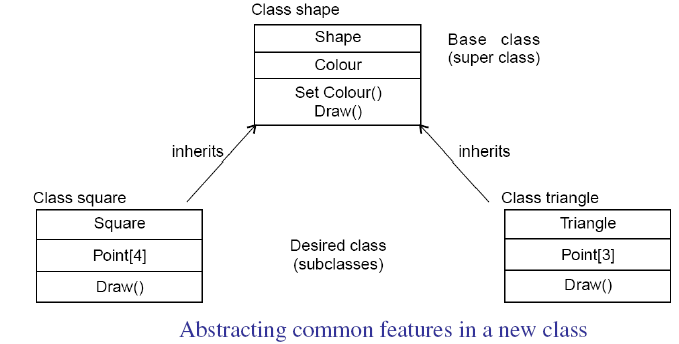 Class shape
Shape
Colour
Set Colour()
Draw()
Base class
(super class)
inherits
inherits
Class square
Square
Point[4]
Draw()
Desired class
(subclasses)
Class triangle
Triangle
Point[3]
Draw()
Abstracting common features in a new class